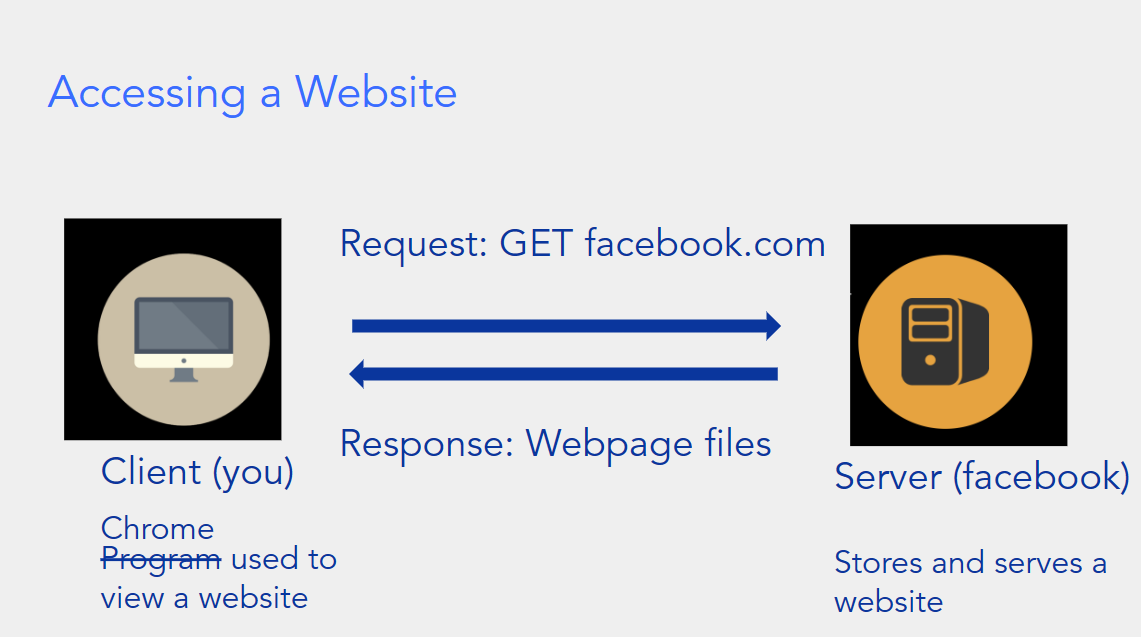 Accessing a Website
Request: GET facebook.com
Response: Webpage files
Client (you)
Chrome
Program used to
view a website
Server (facebook)
Stores and serves a
website